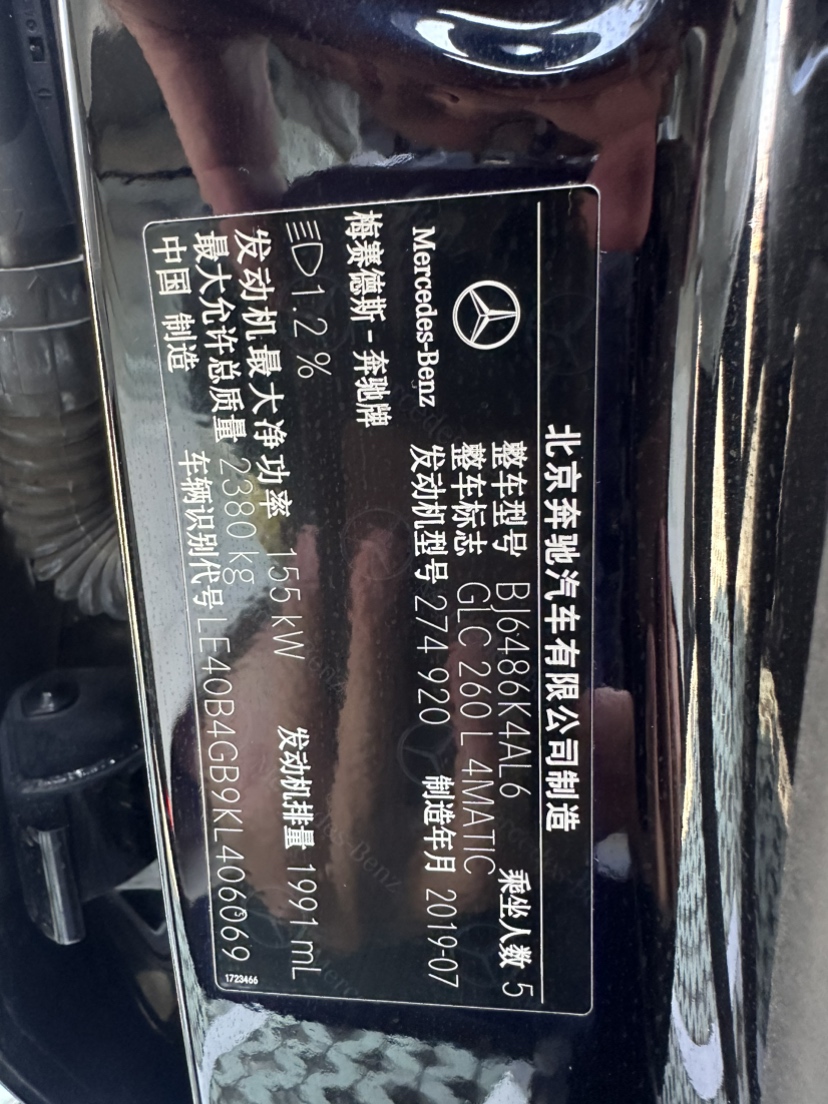 北京奔驰汽车有限公司制造
整车型号 BJ6486K4AL6 乘坐人数 5
整车标志 GLC 260 L 4MATIC
Mercedes-Benz 发动机型号 274 920 制造年月 2019-07
梅赛德斯-奔驰牌
1.2 %
发动机最大净功率 155 kW 发动机排量 1991 mL
最大允许总质量 2380 kg
中国 制造 车辆识别代号 LE40B4GB9KL406069
1723466